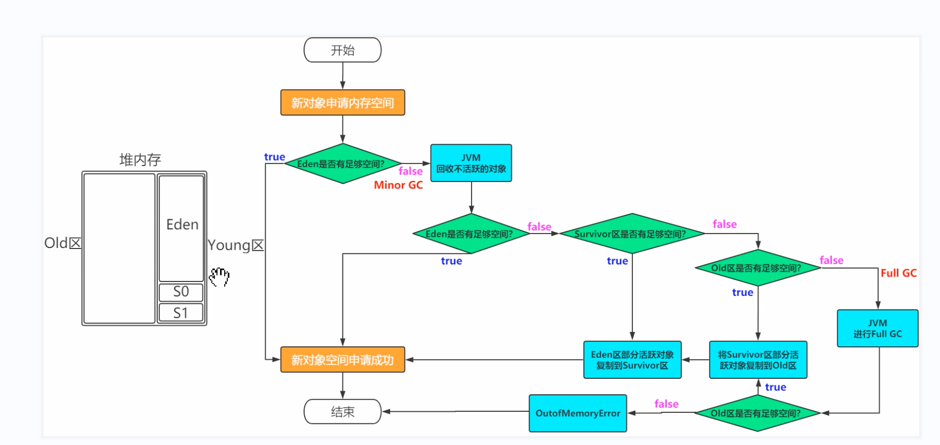 开始
新对象申请内存空间
true
Eden是否有足够空间?
false
Minor GC
JVM
回收不活跃的对象
堆内存
Old区
Eden
Young区
S0
S1
Eden是否有足够空间?
false
true
Survivor区是否有足够空间?
false
true
Old区是否有足够空间?
false
Full GC
true
JVM
进行Full GC
新对象空间申请成功
Eden区部分活跃对象
复制到Survivor区
将Survivor区部分活
跃对象复制到Old区
true
结束
OutofMemoryError
false
Old区是否有足够空间?